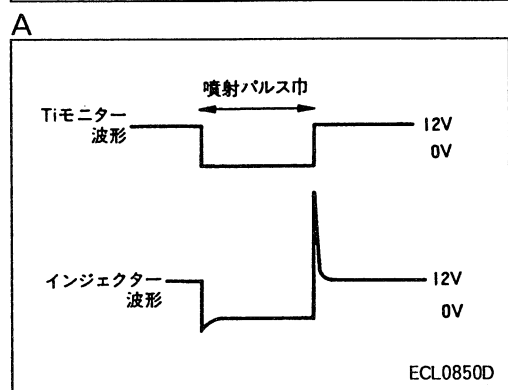 A
噴射パルス巾
Tiモニター
波形
12V
0V
インジェクター
波形
12V
0V
ECL0850D